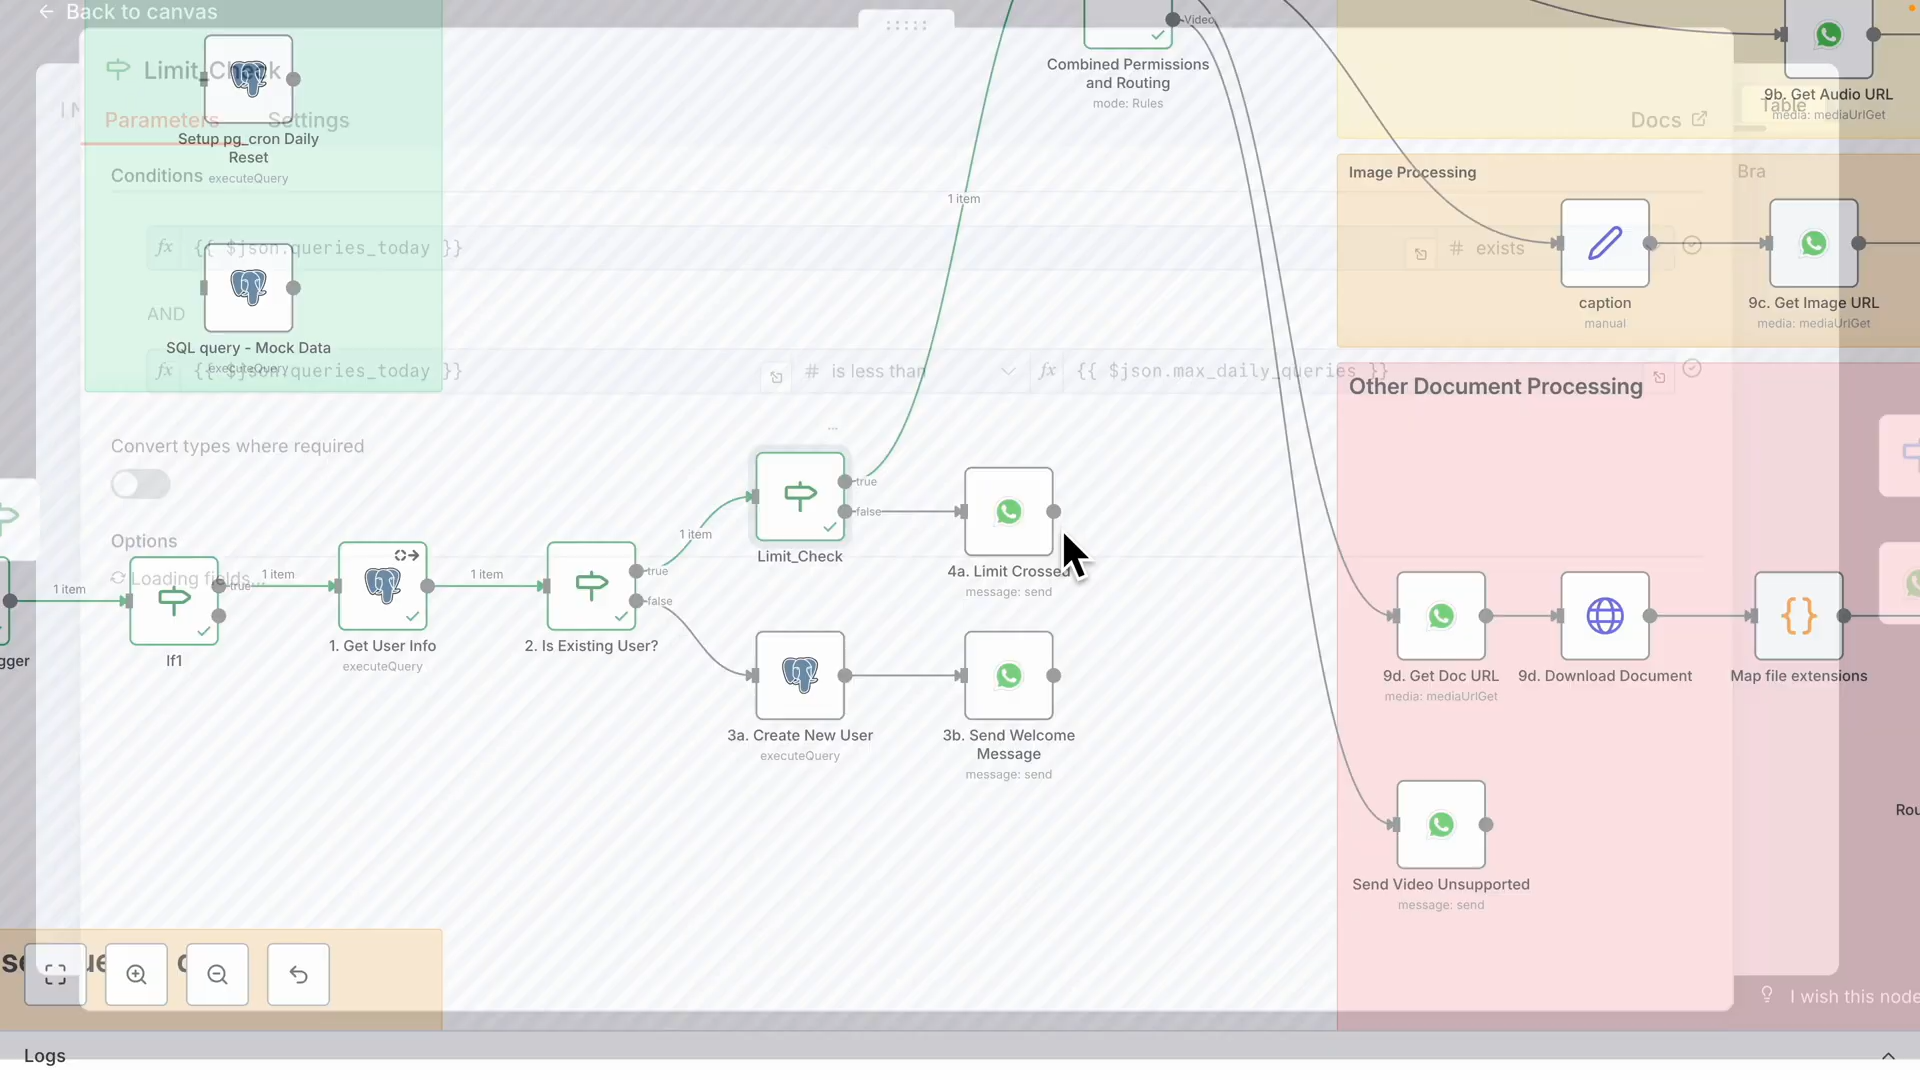 Back to canvas
Limit_Check
Parameters
Settings
Docs
Conditions
{{ $json.queries_today }}
# exists
AND
fx
{{ $json.queries_today }}
# is less than
fx
{{ $json.max_daily_queries }}
Convert types where required
Options
Loading fields...
Setup pg_cron Daily
Reset
executeQuery
SQL query - Mock Data
executeQuery
Video
Combined Permissions
and Routing
mode: Rules
1 item
9b. Get Audio URL
media: mediaUrlGet
Table
Image Processing
caption
manual
9c. Get Image URL
media: mediaUrlGet
Other Document Processing
1 item
If1
true
1 item
1. Get User Info
executeQuery
1 item
2. Is Existing User?
true
false
1 item
Limit_Check
true
false
4a. Limit Crossed
message: send
3a. Create New User
executeQuery
3b. Send Welcome
Message
message: send
9d. Get Doc URL
media: mediaUrlGet
9d. Download Document
Map file extensions
Send Video Unsupported
message: send
I wish this node
Logs